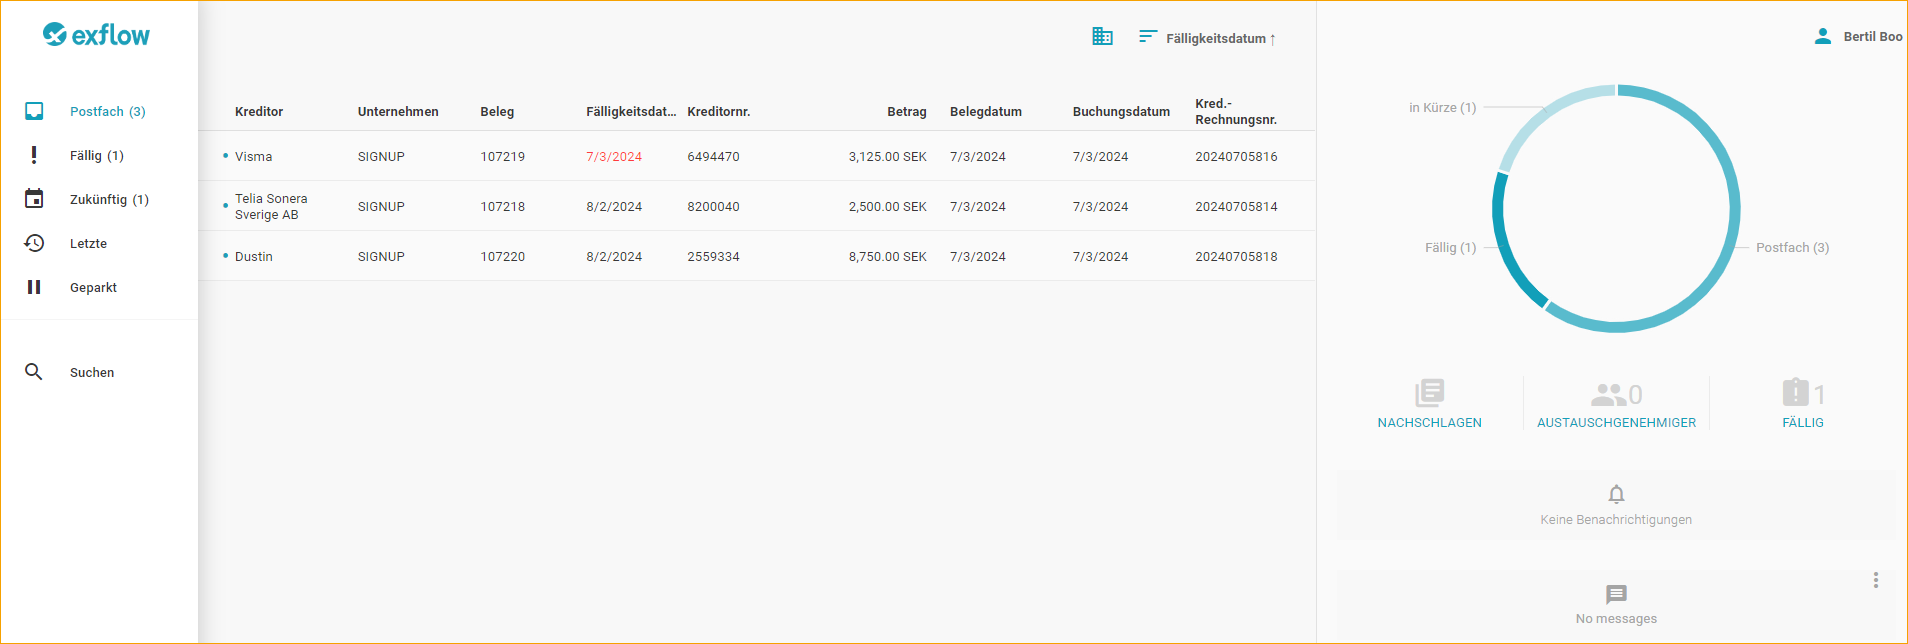 exflow
Fälligkeitsdatum ↑
Bertil Boo
Postfach (3)
Fällig (1)
Zukünftig (1)
Letzte
Geparkt
Suchen
Kreditor Unternehmen Beleg Fälligkeitsdat... Kreditornr. Betrag Belegdatum Buchungsdatum Kred.-
Rechnungsnr.
Visma SIGNUP 107219 7/3/2024 6494470 3,125.00 SEK 7/3/2024 7/3/2024 20240705816
Telia Sonera
Sverige AB SIGNUP 107218 8/2/2024 8200040 2,500.00 SEK 7/3/2024 7/3/2024 20240705814
Dustin SIGNUP 107220 8/2/2024 2559334 8,750.00 SEK 7/3/2024 7/3/2024 20240705818
in Kürze (1)
Fällig (1)
Postfach (3)
NACHSCHLAGEN
0
AUSTAUSCHGENEHMIGER
1
FÄLLIG
Keine Benachrichtigungen
No messages